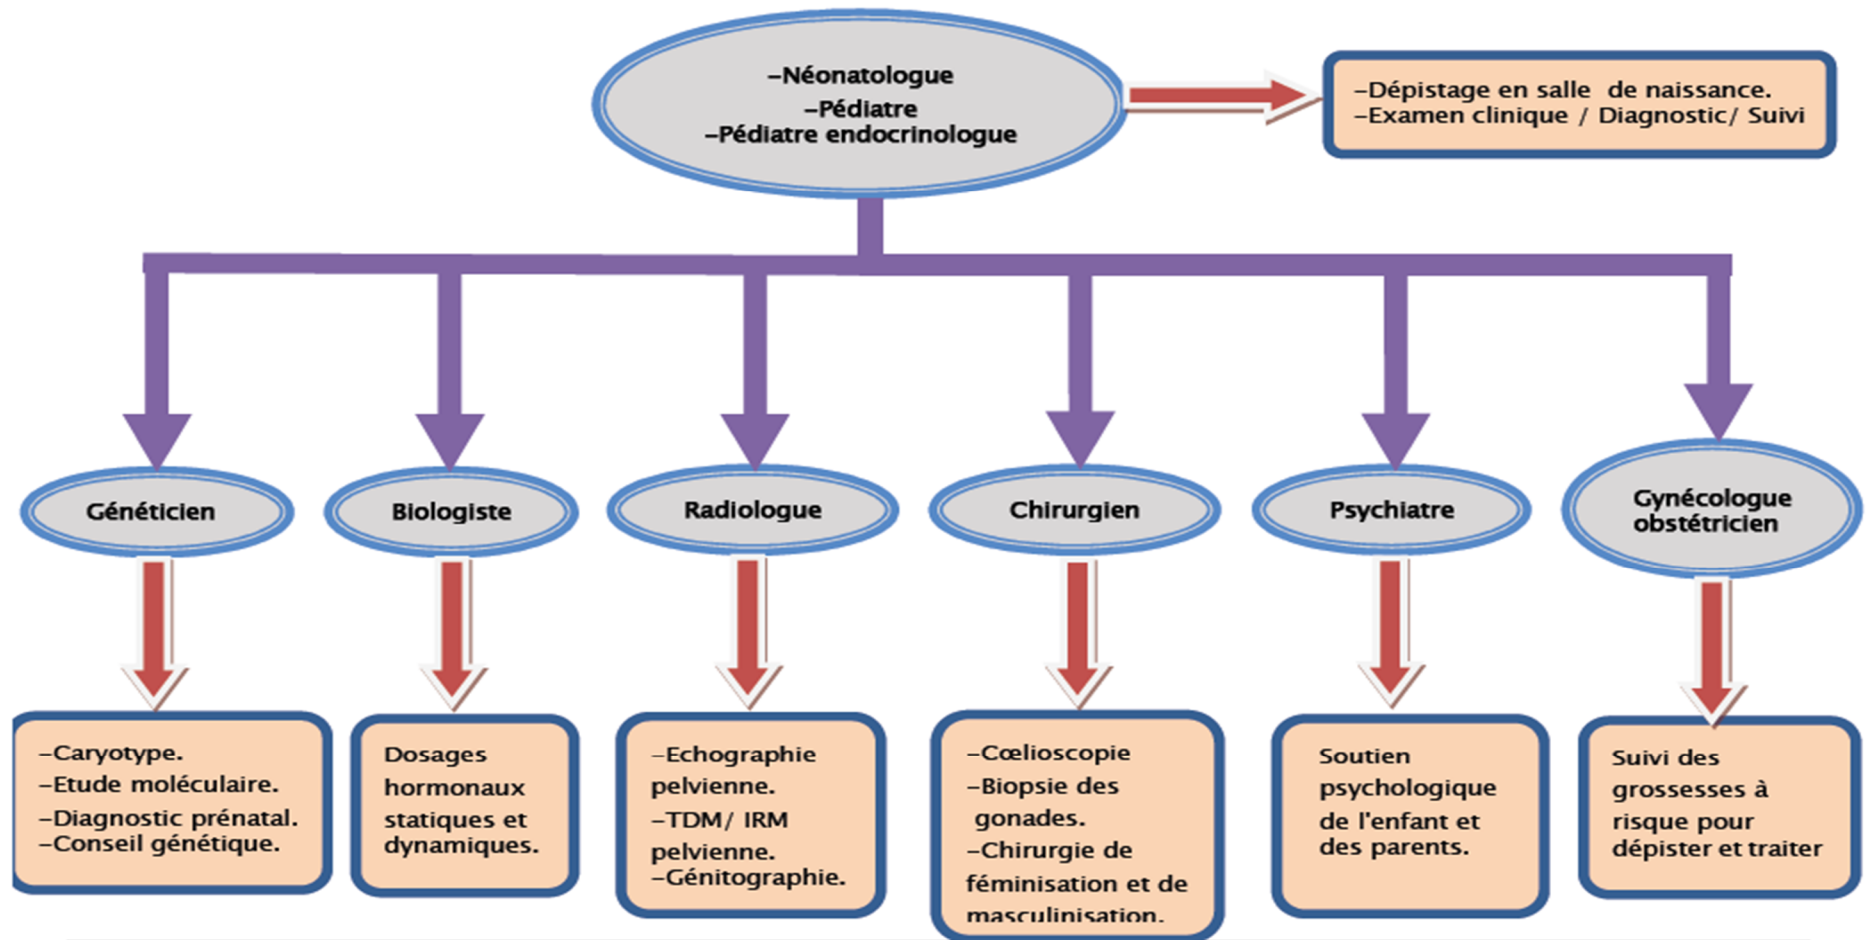 -Néonatologue
-Pédiatre
-Pédiatre endocrinologue
-Dépistage en salle de naissance.
-Examen clinique / Diagnostic/ Suivi
Généticien
Biologiste
Radiologue
Chirurgien
Psychiatre
Gynécologue
obstétricien
-Caryotype.
-Etude moléculaire.
-Diagnostic prénatal.
-Conseil génétique.
Dosages
hormonaux
statiques et
dynamiques.
-Echographie
pelvienne.
-TDM/ IRM
pelvienne.
-Génitographie.
-Cœlioscopie
-Biopsie des
gonades.
-Chirurgie de
féminisation et de
masculinisation.
Soutien
psychologique
de l'enfant et
des parents.
Suivi des
grossesses à
risque pour
dépister et traiter